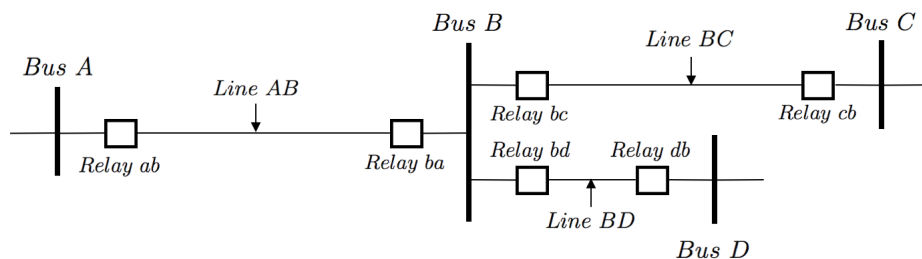 Bus B
Bus C
Line BC
Bus A
Line AB
Relay bc
Relay cb
Relay ab
Relay ba
Relay bd
Relay db
Line BD
Bus D